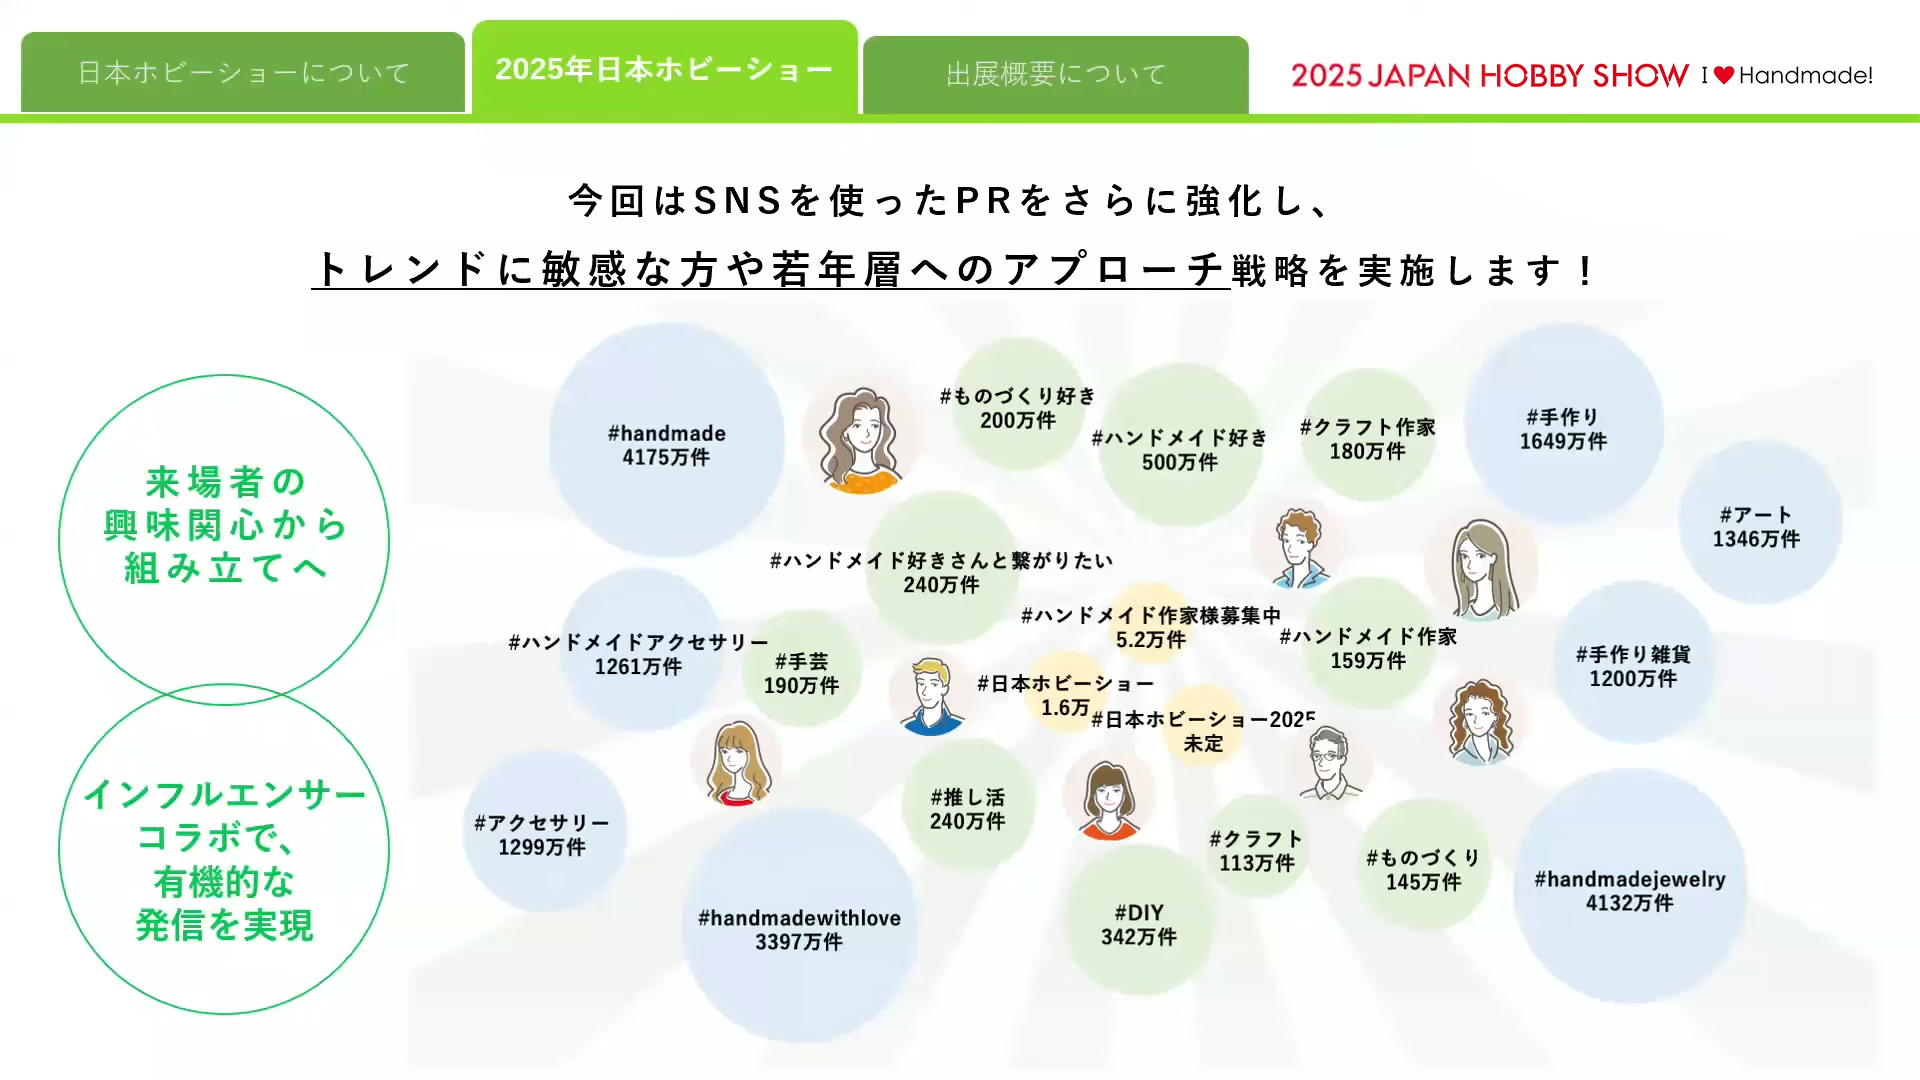 日本ホビーショーについて
2025年日本ホビーショー
出展概要について
2025 JAPAN HOBBY SHOW I♥Handmade!
今回はSNSを使ったPRをさらに強化し、
トレンドに敏感な方や若年層へのアプローチ戦略を実施します！
来場者の
興味関心から
組み立てへ
インフルエンサー
コラボで、
有機的な
発信を実現
#handmade
4175万件
#ものづくり好き
200万件
#ハンドメイド好き
500万件
#クラフト作家
180万件
#手作り
1649万件
#アート
1346万件
#ハンドメイド好きさんと繋がりたい
240万件
#ハンドメイド作家様募集中
5.2万件
#ハンドメイド作家
159万件
#手作り雑貨
1200万件
#ハンドメイドアクセサリー
1261万件
#手芸
190万件
#日本ホビーショー
1.6万
#日本ホビーショー2025
未定
#アクセサリー
1299万件
#推し活
240万件
#クラフト
113万件
#ものづくり
145万件
#handmadejewelry
4132万件
#handmadewithlove
3397万件
#DIY
342万件